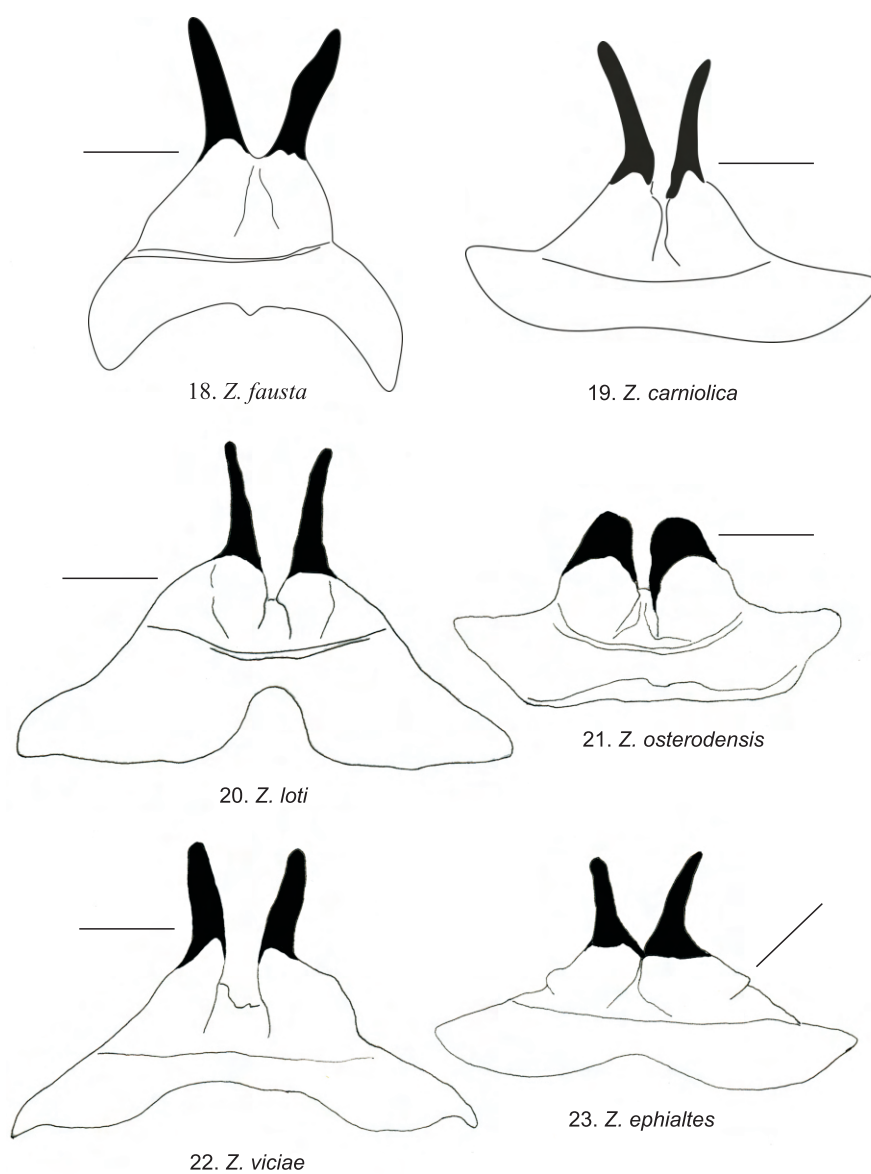 18. Z. fausta
19. Z. carniolica
20. Z. loti
21. Z. osterodensis
22. Z. viciae
23. Z. ephialtes